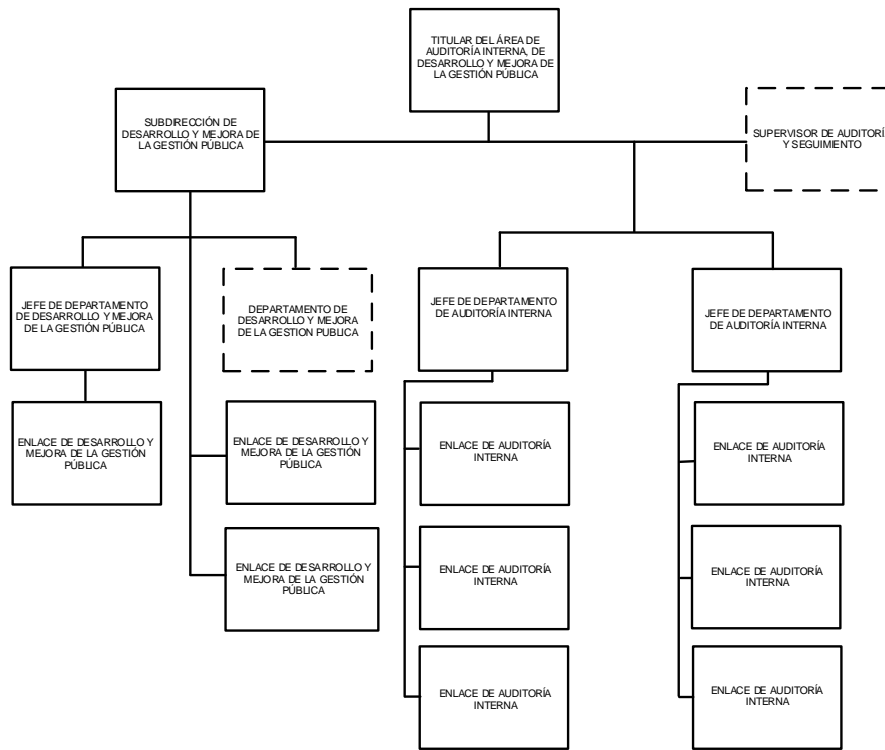 TITULAR DEL ÁREA DE
AUDITORÍA INTERNA, DE
DESARROLLO Y MEJORA DE
LA GESTIÓN PÚBLICA
SUBDIRECCIÓN DE
DESARROLLO Y MEJORA DE
LA GESTIÓN PÚBLICA
SUPERVISOR DE AUDITORÍ
Y SEGUIMIENTO
JEFE DE DEPARTAMENTO
DE DESARROLLO Y MEJORA
DE LA GESTIÓN PÚBLICA
DEPARTAMENTO DE
DESARROLLO Y MEJORA
DE LA GESTION PUBLICA
JEFE DE DEPARTAMENTO
DE AUDITORÍA INTERNA
JEFE DE DEPARTAMENTO
DE AUDITORÍA INTERNA
ENLACE DE DESARROLLO Y
MEJORA DE LA GESTIÓN
PÚBLICA
ENLACE DE DESARROLLO Y
MEJORA DE LA GESTIÓN
PÚBLICA
ENLACE DE AUDITORÍA
INTERNA
ENLACE DE AUDITORÍA
INTERNA
ENLACE DE DESARROLLO Y
MEJORA DE LA GESTIÓN
PÚBLICA
ENLACE DE AUDITORÍA
INTERNA
ENLACE DE AUDITORÍA
INTERNA
ENLACE DE AUDITORÍA
INTERNA
ENLACE DE AUDITORÍA
INTERNA